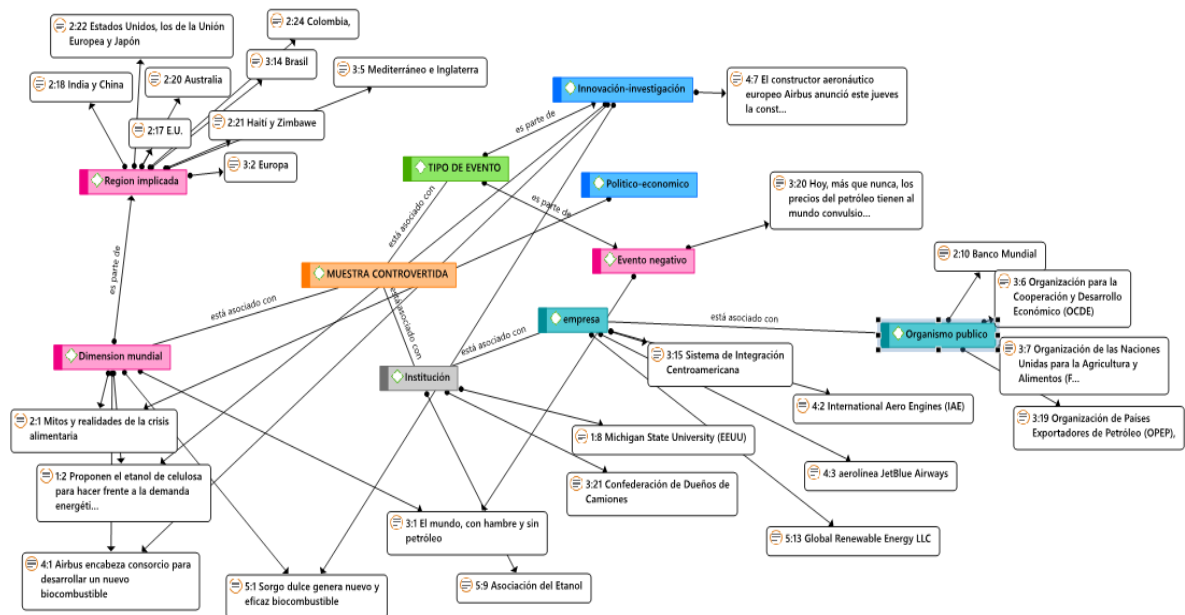 2:22 Estados Unidos, los de la Unión
Europea y Japón
2:24 Colombia,
3:14 Brasil
3:5 Mediterráneo e Inglaterra
2:18 India y China
2:20 Australia
2:17 E.U.
2:21 Haití y Zimbawe
3:2 Europa
Region implicada
Innovación-investigación
4:7 El constructor aeronáutico
europeo Airbus anunció este jueves
la const...
es parte de
TIPO DE EVENTO
Politico-economico
3:20 Hoy, más que nunca, los
precios del petróleo tienen al
mundo convulsio...
es parte de
está asociado con
Evento negativo
MUESTRA CONTROVERTIDA
es parte de
está asociado con
está asociado con
2:10 Banco Mundial
3:6 Organización para la
Cooperación y Desarrollo
Económico (OCDE)
empresa
está asociado con
Organismo publico
está asociado con
Dimension mundial
Institución
3:15 Sistema de Integración
Centroamericana
3:7 Organización de las Naciones
Unidas para la Agricultura y
Alimentos (F...
4:2 International Aero Engines (IAE)
3:19 Organización de Países
Exportadores de Petróleo (OPEP),
2:1 Mitos y realidades de la crisis
alimentaria
1:8 Michigan State University (EEUU)
1:2 Proponen el etanol de celulosa
para hacer frente a la demanda
energéti...
4:3 aerolínea JetBlue Airways
3:21 Confederación de Dueños de
Camiones
3:1 El mundo, con hambre y sin
petróleo
5:13 Global Renewable Energy LLC
4:1 Airbus encabeza consorcio para
desarrollar un nuevo
biocombustible
5:1 Sorgo dulce genera nuevo y
eficaz biocombustible
5:9 Asociación del Etanol